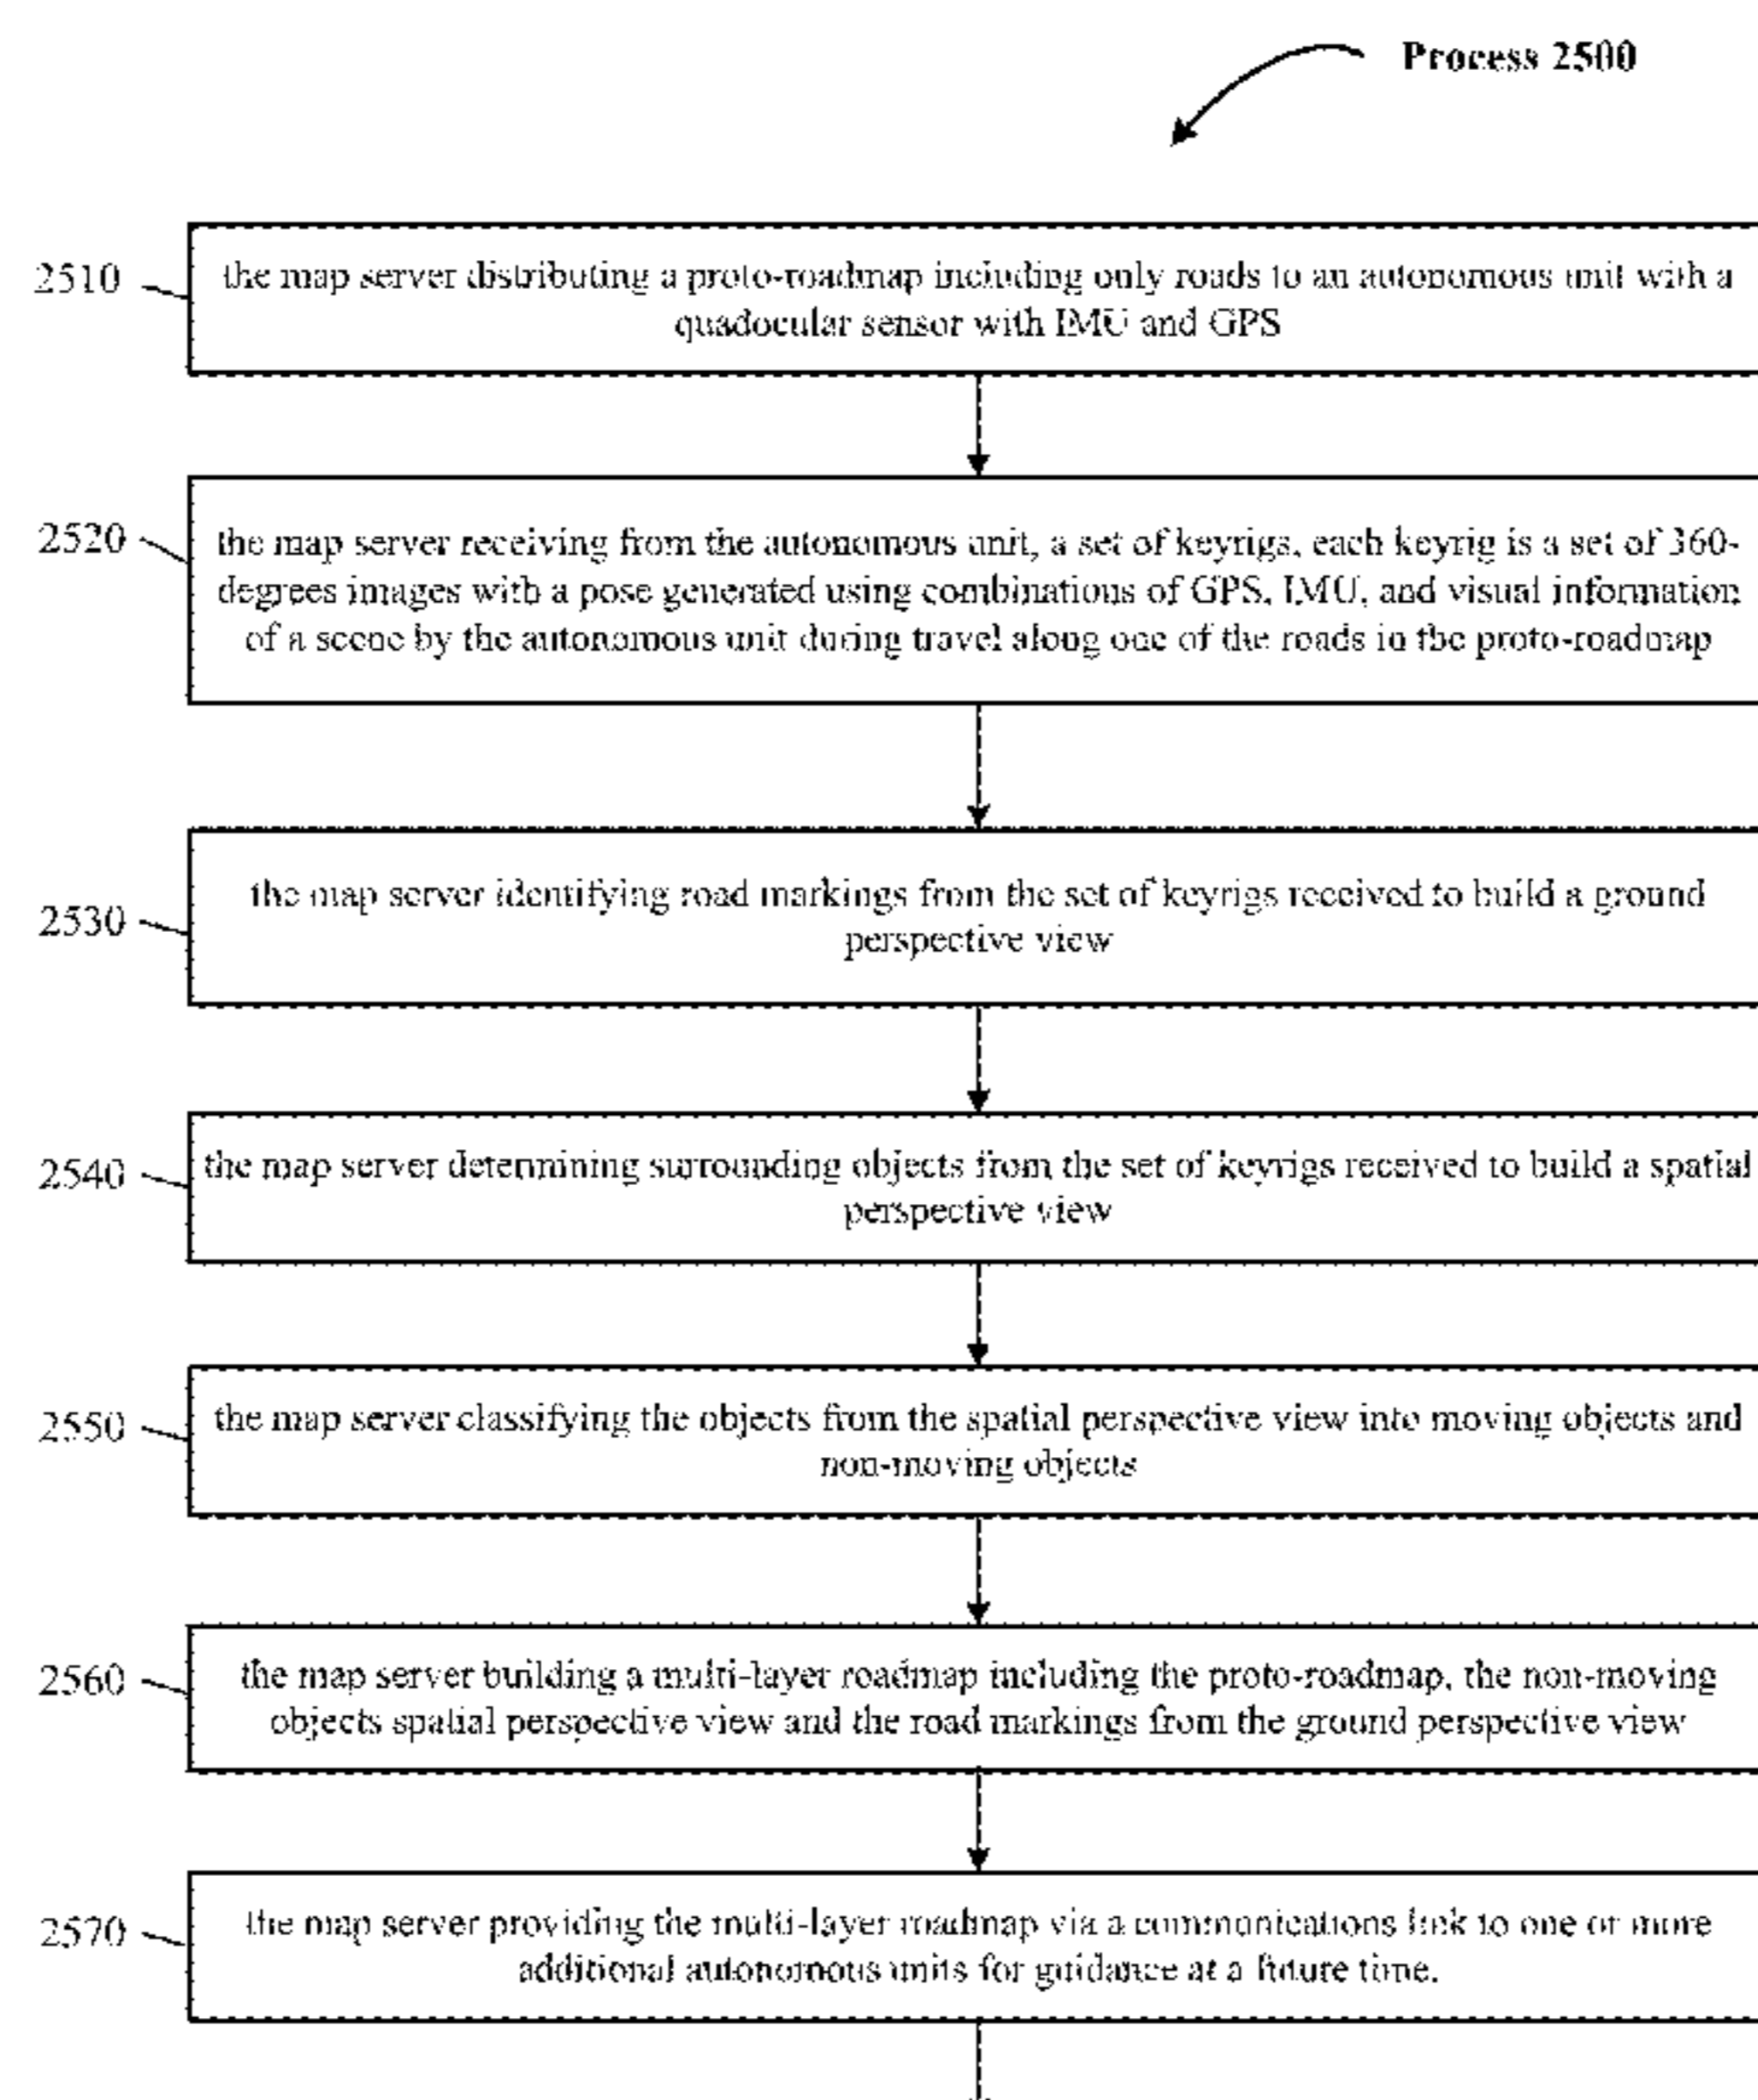 Process 2500
2510
the map server distributing a proto-roadmap including only roads to an autonomous unit with a
quadocular sensor with IMU and GPS
2520
the map server receiving from the autonomous unit, a set of keyrigs, each keyrig is a set of 360-
degrees images with a pose generated using combinations of GPS, IMU, and visual information
of a scene by the autonomous unit during travel along one of the roads in the proto-roadmap
2530
the map server identifying road markings from the set of keyrigs received to build a ground
perspective view
2540
the map server determining surrounding objects from the set of keyrigs received to build a spatial
perspective view
2550
the map server classifying the objects from the spatial perspective view into moving objects and
non-moving objects
2560
the map server building a multi-layer roadmap including the proto-roadmap, the non-moving
objects spatial perspective view and the road markings from the ground perspective view
2570
the map server providing the multi-layer roadmap via a communications link to one or more
additional autonomous units for guidance at a future time.